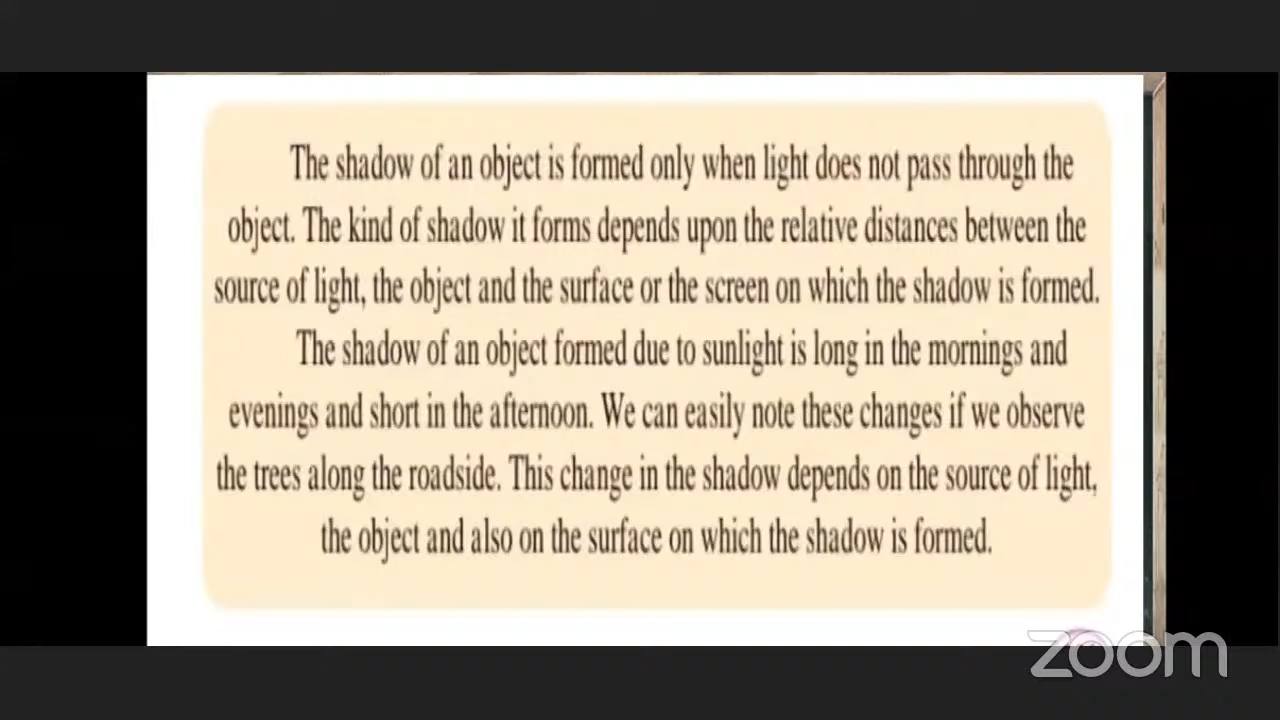 The shadow of an object is formed only when light does not pass through the
object. The kind of shadow it forms depends upon the relative distances between the
source of light, the object and the surface or the screen on which the shadow is formed.
The shadow of an object formed due to sunlight is long in the mornings and
evenings and short in the afternoon. We can easily note these changes if we observe
the trees along the roadside. This change in the shadow depends on the source of light,
the object and also on the surface on which the shadow is formed.
zoom